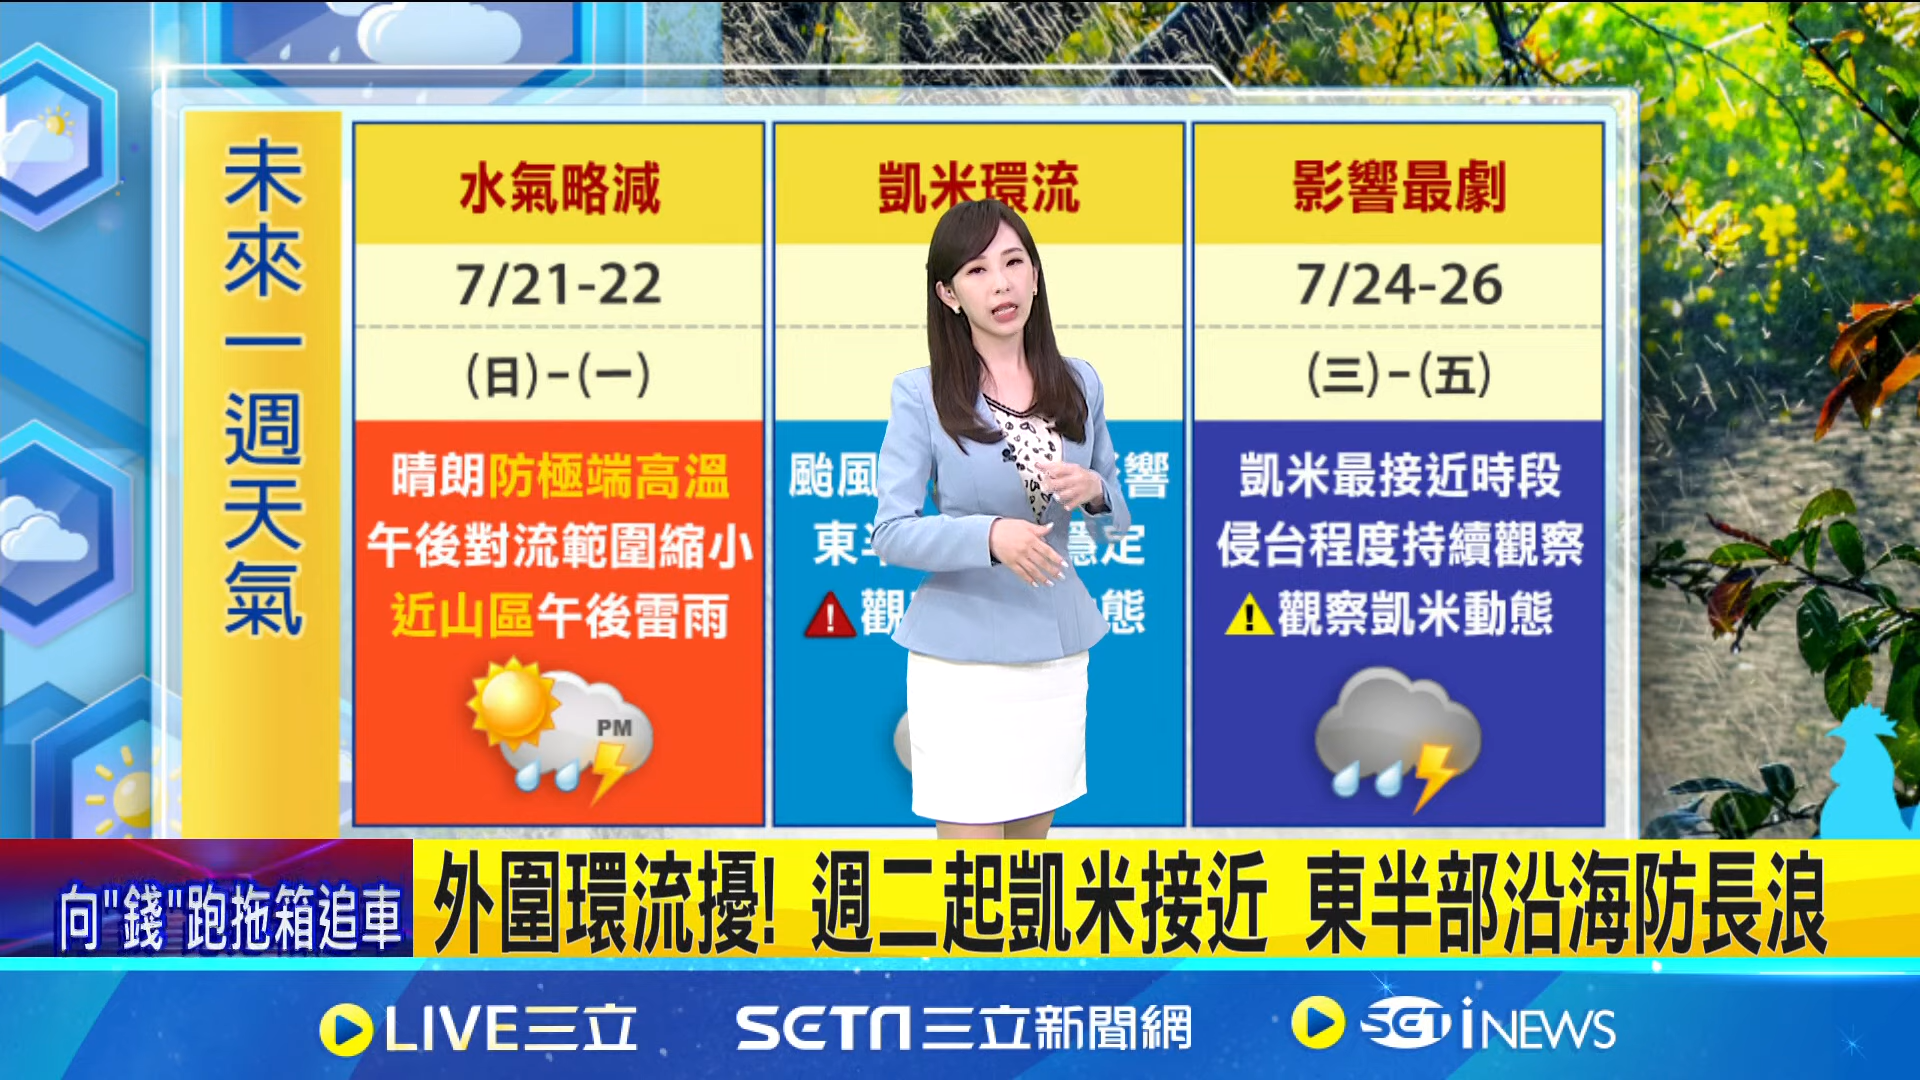 未來一週天氣
水氣略減
7/21-22
(日)-(一)
晴朗防極端高溫
午後對流範圍縮小
近山區午後雷雨
PM
凱米環流
颱風 響
東 穩定
觀 態
影響最劇
7/24-26
(三)-(五)
凱米最接近時段
侵台程度持續觀察
觀察凱米動態
向"錢"跑拖箱追車
外圍環流擾! 週二起凱米接近 東半部沿海防長浪
LIVE三立
SETN三立新聞網
SETiNEWS